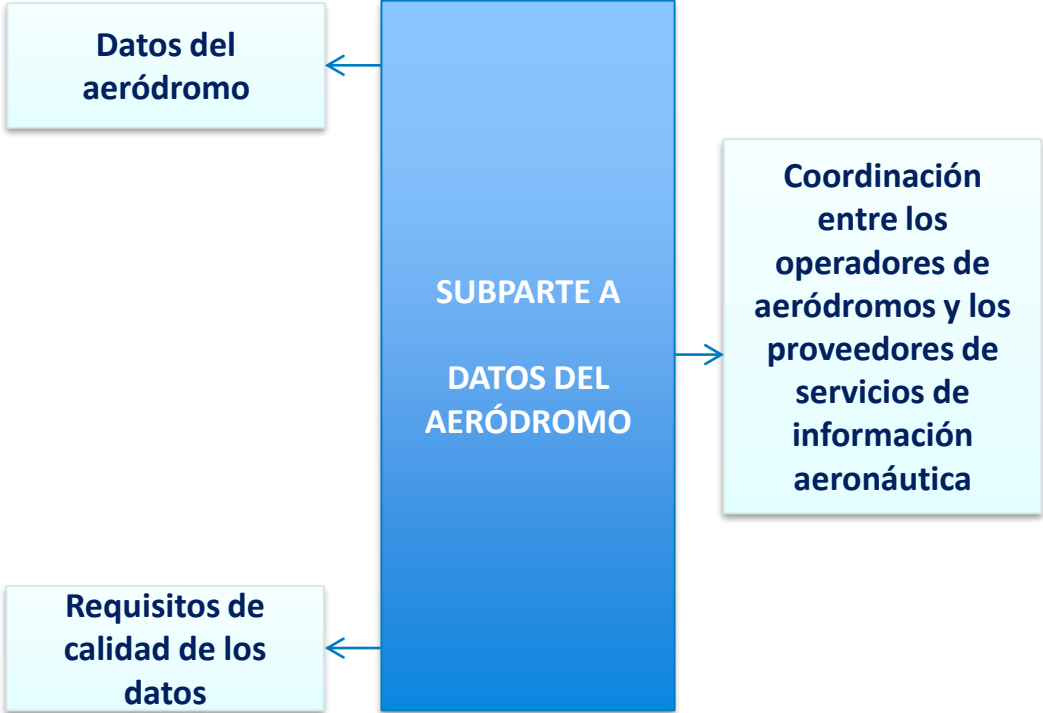 Datos del
aeródromo
SUBPARTE A
DATOS DEL
AERÓDROMO
Coordinación
entre los
operadores de
aeródromos y los
proveedores de
servicios de
información
aeronáutica
Requisitos de
calidad de los
datos